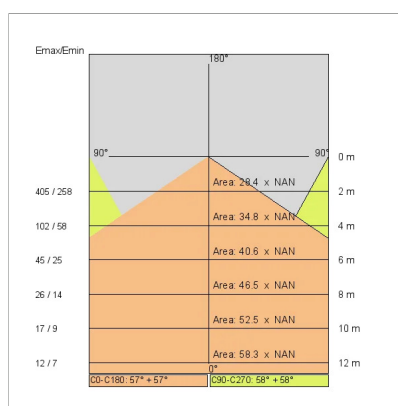 Emax/Emin
180°
90° 90° 0 m
405 / 258 Area: 28.4 x NAN 2 m
102 / 58 Area: 34.8 x NAN 4 m
45 / 25 Area: 40.6 x NAN 6 m
26 / 14 Area: 46.5 x NAN 8 m
17 / 9 Area: 52.5 x NAN 10 m
12 / 7 Area: 58.3 x NAN 12 m
0°
C0-C180: 57° + 57° C90-C270: 58° + 58°